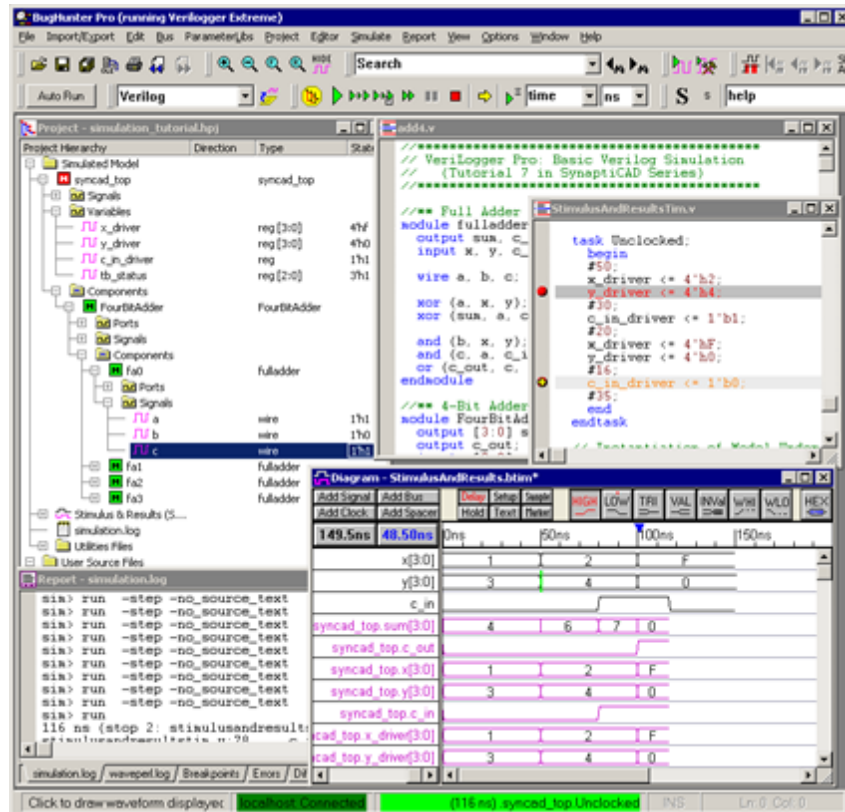 BugHunter Pro (running Verilogger Extreme)
File Import/Export Edit Bus ParameterLibs Project Editor Simulate Report View Options Window Help
HIDE Search
Auto Run Verilog time ns S s help
Project - simulation_tutorial.hpj
Project Hierarchy Direction Type
Simulated Model
syncad_top syncad_top
Signals
Variables
x_driver reg [3:0] 4'hF
y_driver reg [3:0] 4'h0
c_in_driver reg 1'h1
tb_status reg [2:0] 3'h1
Components
FourBitAdder FourBitAdder
Ports
Signals
Components
fa0 fulladder
Ports
Signals
a wire 1'h1
b wire 1'h0
c wire 1'h1
fa1 fulladder
fa2 fulladder
fa3 fulladder
Stimulus & Results (S....
simulation.log
Utilities Files
User Source Files
add4.v
//*******************************************
// VeriLogger Pro: Basic Verilog Simulation
// (Tutorial 7 in SynaptiCAD Series)
//*******************************************
//** Full Adder
module fulladder
output sum, c_
input x, y, c_
wire a, b, c;
xor (a, x, y);
xor (sum, a, c
and (b, x, y);
and (c, a, c_i
or (c_out, c,
endmodule
//** 4-Bit Adder
module FourBitAd
output [3:0] s
output c_out;
StimulusAndResultsTim.v
task Unclocked;
begin
#50;
x_driver <= 4'h2;
y_driver <= 4'h4;
#30;
c_in_driver <= 1'b1;
#20;
x_driver <= 4'hF;
y_driver <= 4'h0;
#16;
c_in_driver <= 1'b0;
#35;
end
endtask
// Instantiation of Model Under
Report - simulation.log
sim> run -step -no_source_text
sim> run -step -no_source_text
sim> run -step -no_source_text
sim> run -step -no_source_text
sim> run -step -no_source_text
sim> run -step -no_source_text
sim> run -step -no_source_text
sim> run -step -no_source_text
sim> run
116 ns (stop 2: stimulusandresult
simulation.log waveperl.log Breakpoints Errors Dif
Diagram - StimulusAndResults.btim*
Add Signal Add Bus Delay Setup Sample HIGH LOW TRI VAL INVal WHI WLO HEX
Add Clock Add Spacer Hold Text Marker
149.5ns 48.50ns 0ns 50ns 100ns 150ns
x[3:0] 1 2 F
y[3:0] 3 4 0
c_in
syncad_top.sum[3:0] 4 6 7 0
syncad_top.c_out
syncad_top.x[3:0] 1 2 F
syncad_top.y[3:0] 3 4 0
syncad_top.c_in
cad_top.x_driver[3:0] 1 2 F
cad_top.y_driver[3:0] 3 4 0
Click to draw waveform displayed localhost: Connected (116 ns) .syncad_top.Unclocked INS Ln:0 Col:0